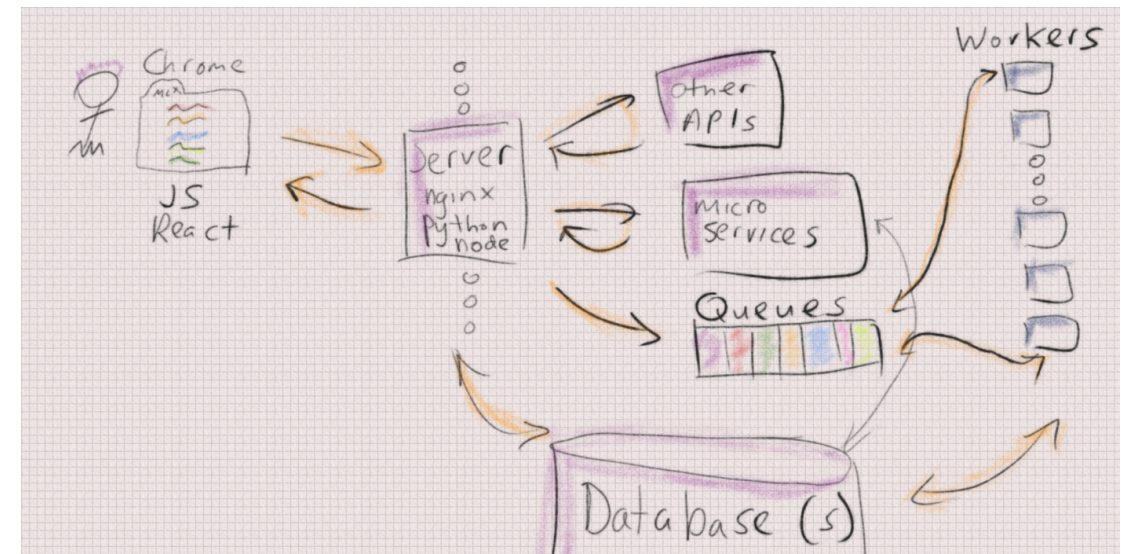 Chrome
JS
React
Server
nginx
Python
node
Other
APIs
Micro
Services
Queues
Workers
Database (s)